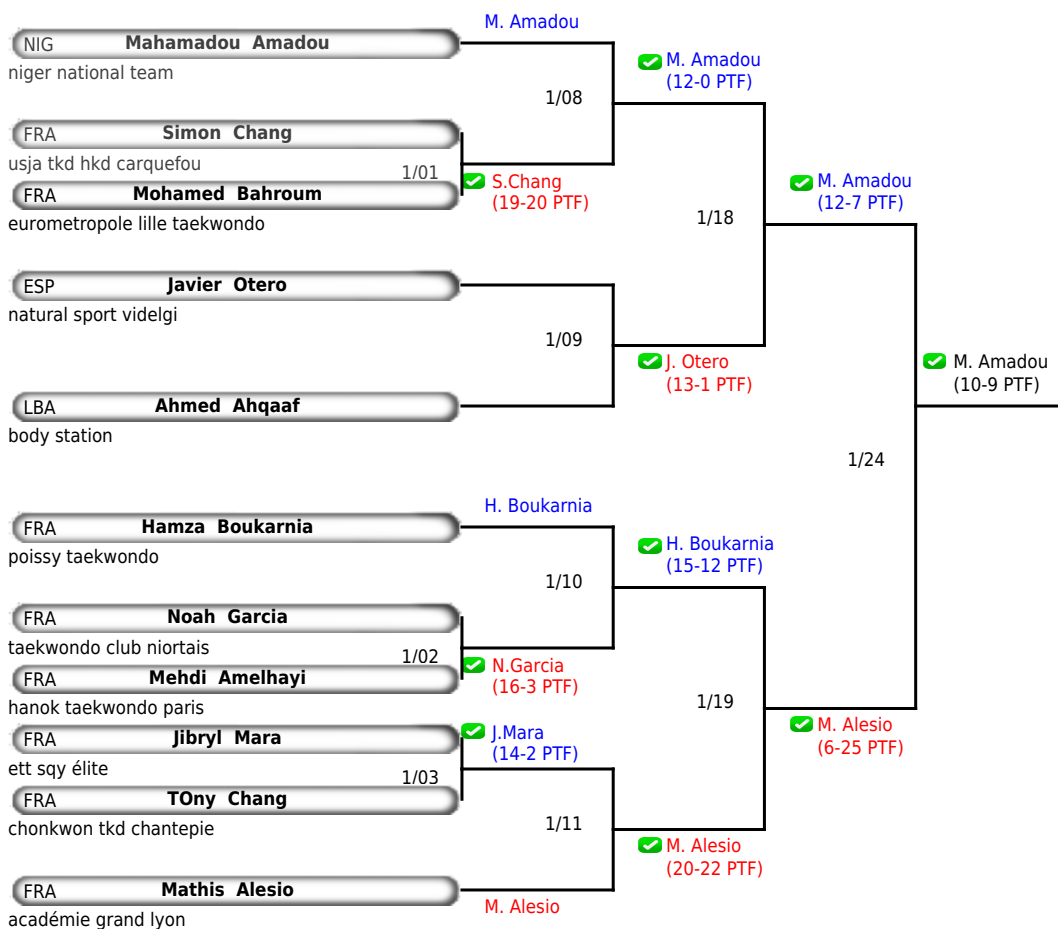 M. Amadou
NIG Mahamadou Amadou
niger national team
M. Amadou
(12-0 PTF)
1/08
FRA Simon Chang
usja tkd hkd carquefou
1/01
S.Chang
(19-20 PTF)
FRA Mohamed Bahroum
eurometropole lille taekwondo
M. Amadou
(12-7 PTF)
1/18
ESP Javier Otero
natural sport videlgi
1/09
J. Otero
(13-1 PTF)
M. Amadou
(10-9 PTF)
LBA Ahmed Ahqaaf
body station
1/24
H. Boukarnia
FRA Hamza Boukarnia
poissy taekwondo
H. Boukarnia
(15-12 PTF)
1/10
FRA Noah Garcia
taekwondo club niortais
1/02
N.Garcia
(16-3 PTF)
FRA Mehdi Amelhayi
hanok taekwondo paris
1/19
FRA Jibryl Mara
ett sqy élite
J.Mara
(14-2 PTF)
M. Alesio
(6-25 PTF)
1/03
FRA TOny Chang
chonkwon tkd chantepie
1/11
M. Alesio
(20-22 PTF)
FRA Mathis Alesio
académie grand lyon
M. Alesio